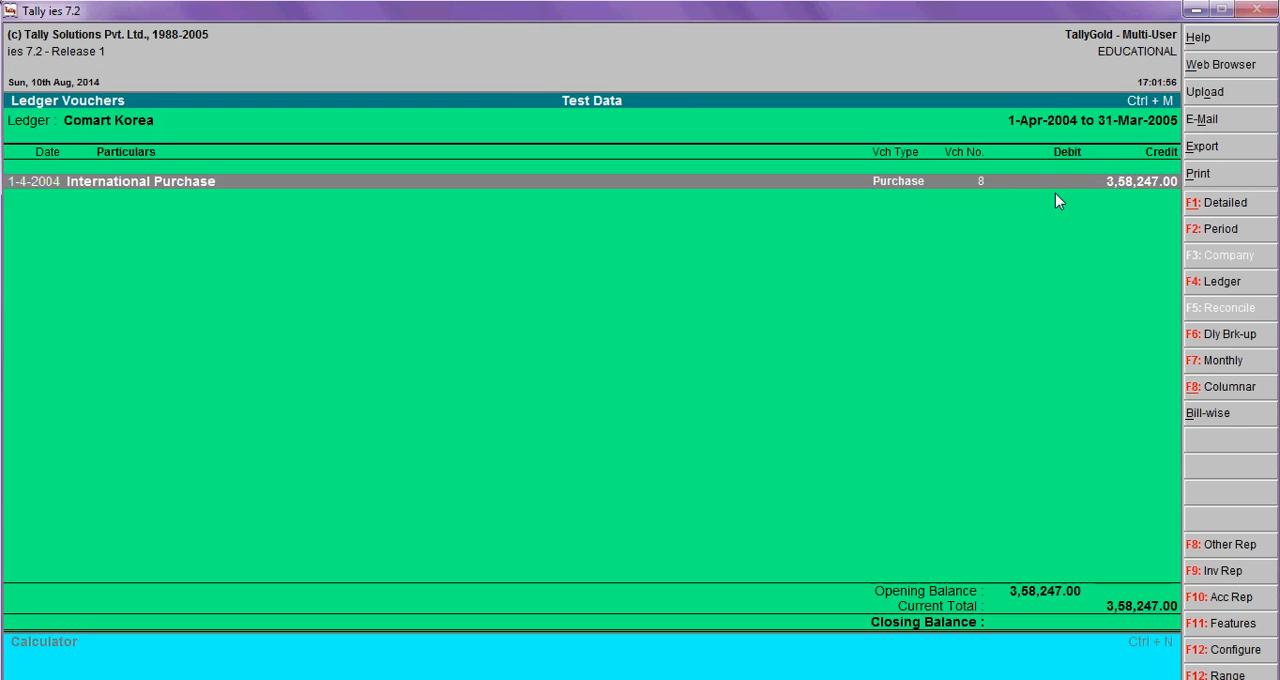 Tally ies 7.2
(c) Tally Solutions Pvt. Ltd., 1988-2005
TallyGold - Multi-User
ies 7.2 - Release 1
EDUCATIONAL
Sun, 10th Aug, 2014
17:01:56
Ledger Vouchers Test Data Ctrl + M
Ledger : Comart Korea 1-Apr-2004 to 31-Mar-2005
Date Particulars Vch Type Vch No. Debit Credit
1-4-2004 International Purchase Purchase 8 3,58,247.00
Opening Balance : 3,58,247.00
Current Total : 3,58,247.00
Closing Balance :
Calculator Ctrl + N
Help
Web Browser
Upload
E-Mail
Export
Print
F1: Detailed
F2: Period
F3: Company
F4: Ledger
F5: Reconcile
F6: Dly Brk-up
F7: Monthly
F8: Columnar
Bill-wise
F8: Other Rep
F9: Inv Rep
F10: Acc Rep
F11: Features
F12: Configure
F12: Range